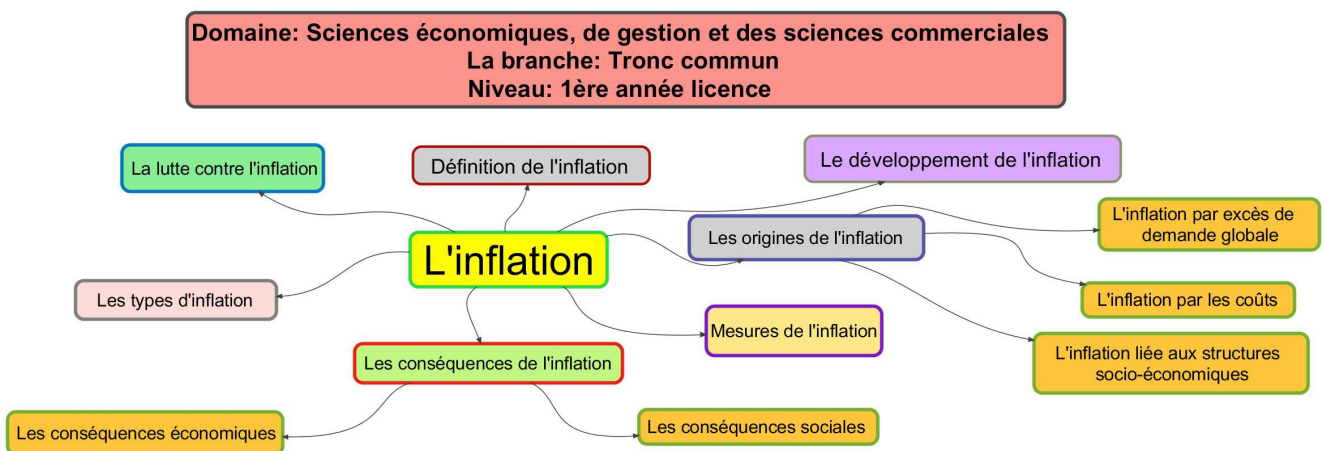 Domaine: Sciences économiques, de gestion et des sciences commerciales
La branche: Tronc commun
Niveau: 1ère année licence
La lutte contre l'inflation
Définition de l'inflation
Le développement de l'inflation
L'inflation par excès de
demande globale
Les origines de l'inflation
L'inflation
Les types d'inflation
L'inflation par les coûts
Mesures de l'inflation
Les conséquences de l'inflation
L'inflation liée aux structures
socio-économiques
Les conséquences économiques
Les conséquences sociales